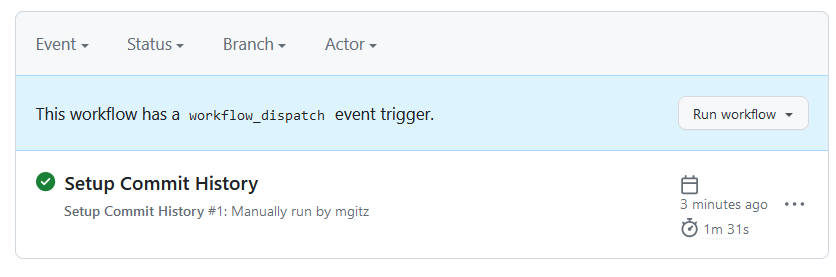 Event Status Branch Actor
This workflow has a workflow_dispatch event trigger. Run workflow
Setup Commit History
Setup Commit History #1: Manually run by mgitz
3 minutes ago
1m 31s